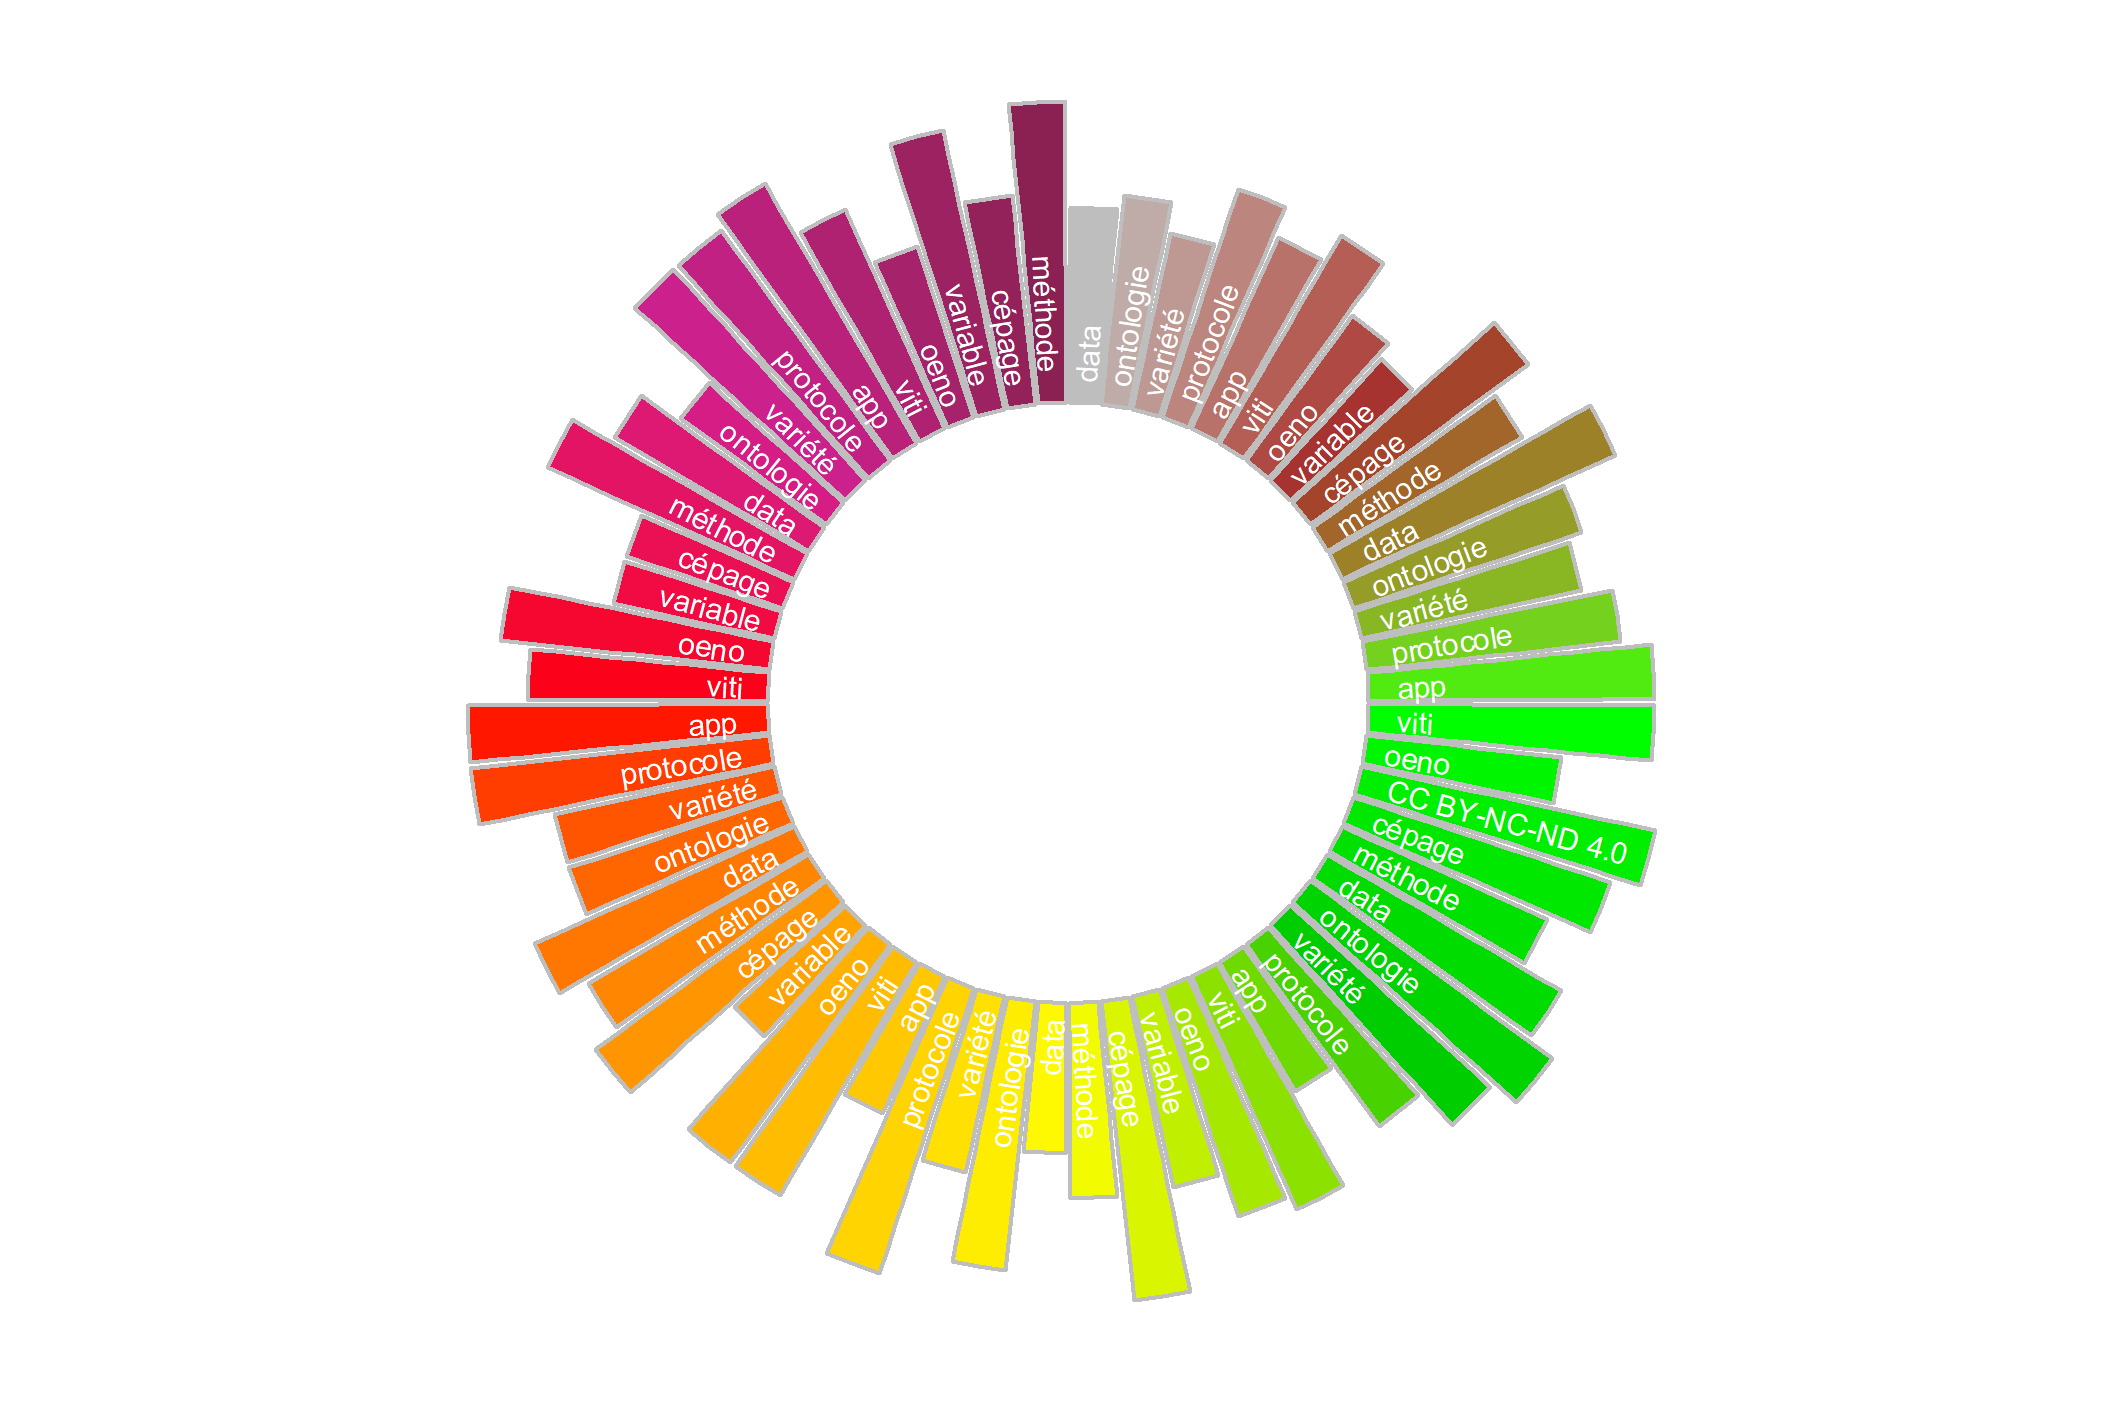 data
ontologie
variété
protocole
app
viti
oeno
variable
cépage
méthode
data
ontologie
variété
protocole
app
viti
oeno
CC BY-NC-ND 4.0
cépage
méthode
data
ontologie
variété
protocole
app
viti
oeno
variable
cépage
méthode
data
ontologie
variété
protocole
app
viti
oeno
variable
cépage
méthode
data
ontologie
variété
protocole
app
viti
oeno
variable
cépage
méthode
data
ontologie
variété
protocole
app
viti
oeno
variable
cépage
méthode